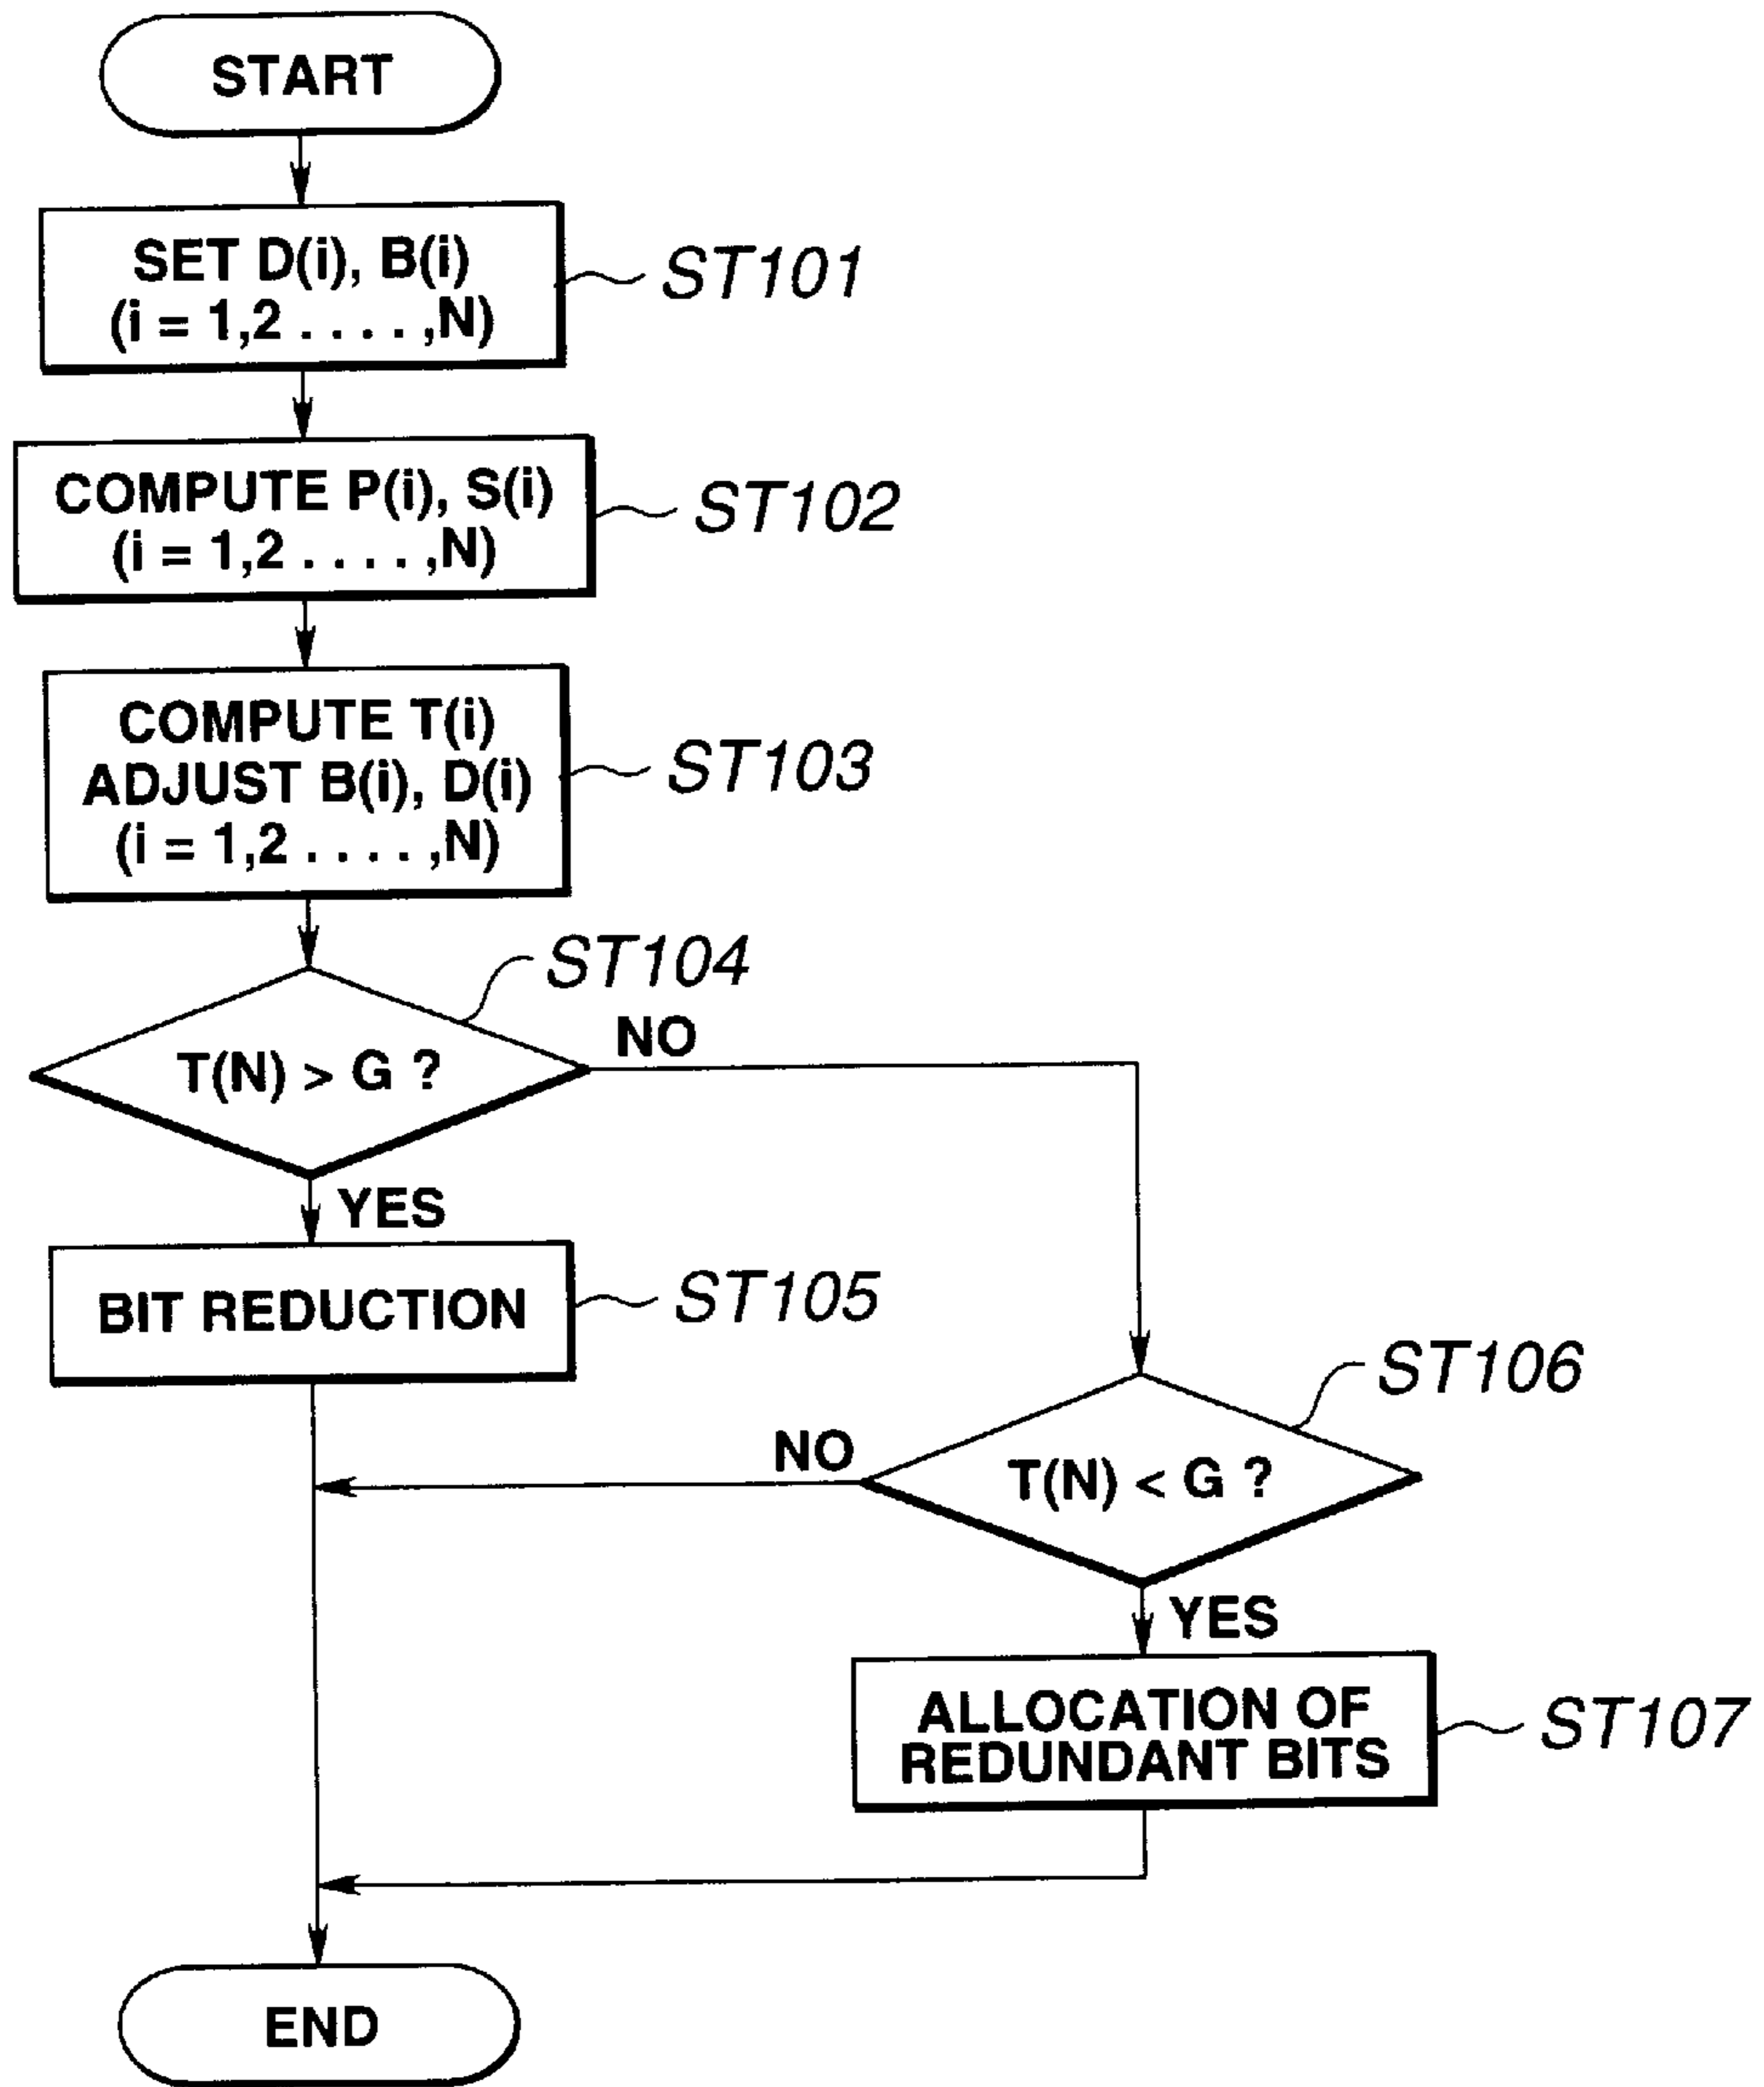 START
SET D(i), B(i)
(i = 1,2 . . . . ,N)
ST101
COMPUTE P(i), S(i)
(i = 1,2 . . . . ,N)
ST102
COMPUTE T(i)
ADJUST B(i), D(i)
(i = 1,2 . . . . ,N)
ST103
ST104
T(N) > G ?
NO
YES
BIT REDUCTION
ST105
ST106
NO
T(N) < G ?
YES
ALLOCATION OF
REDUNDANT BITS
ST107
END